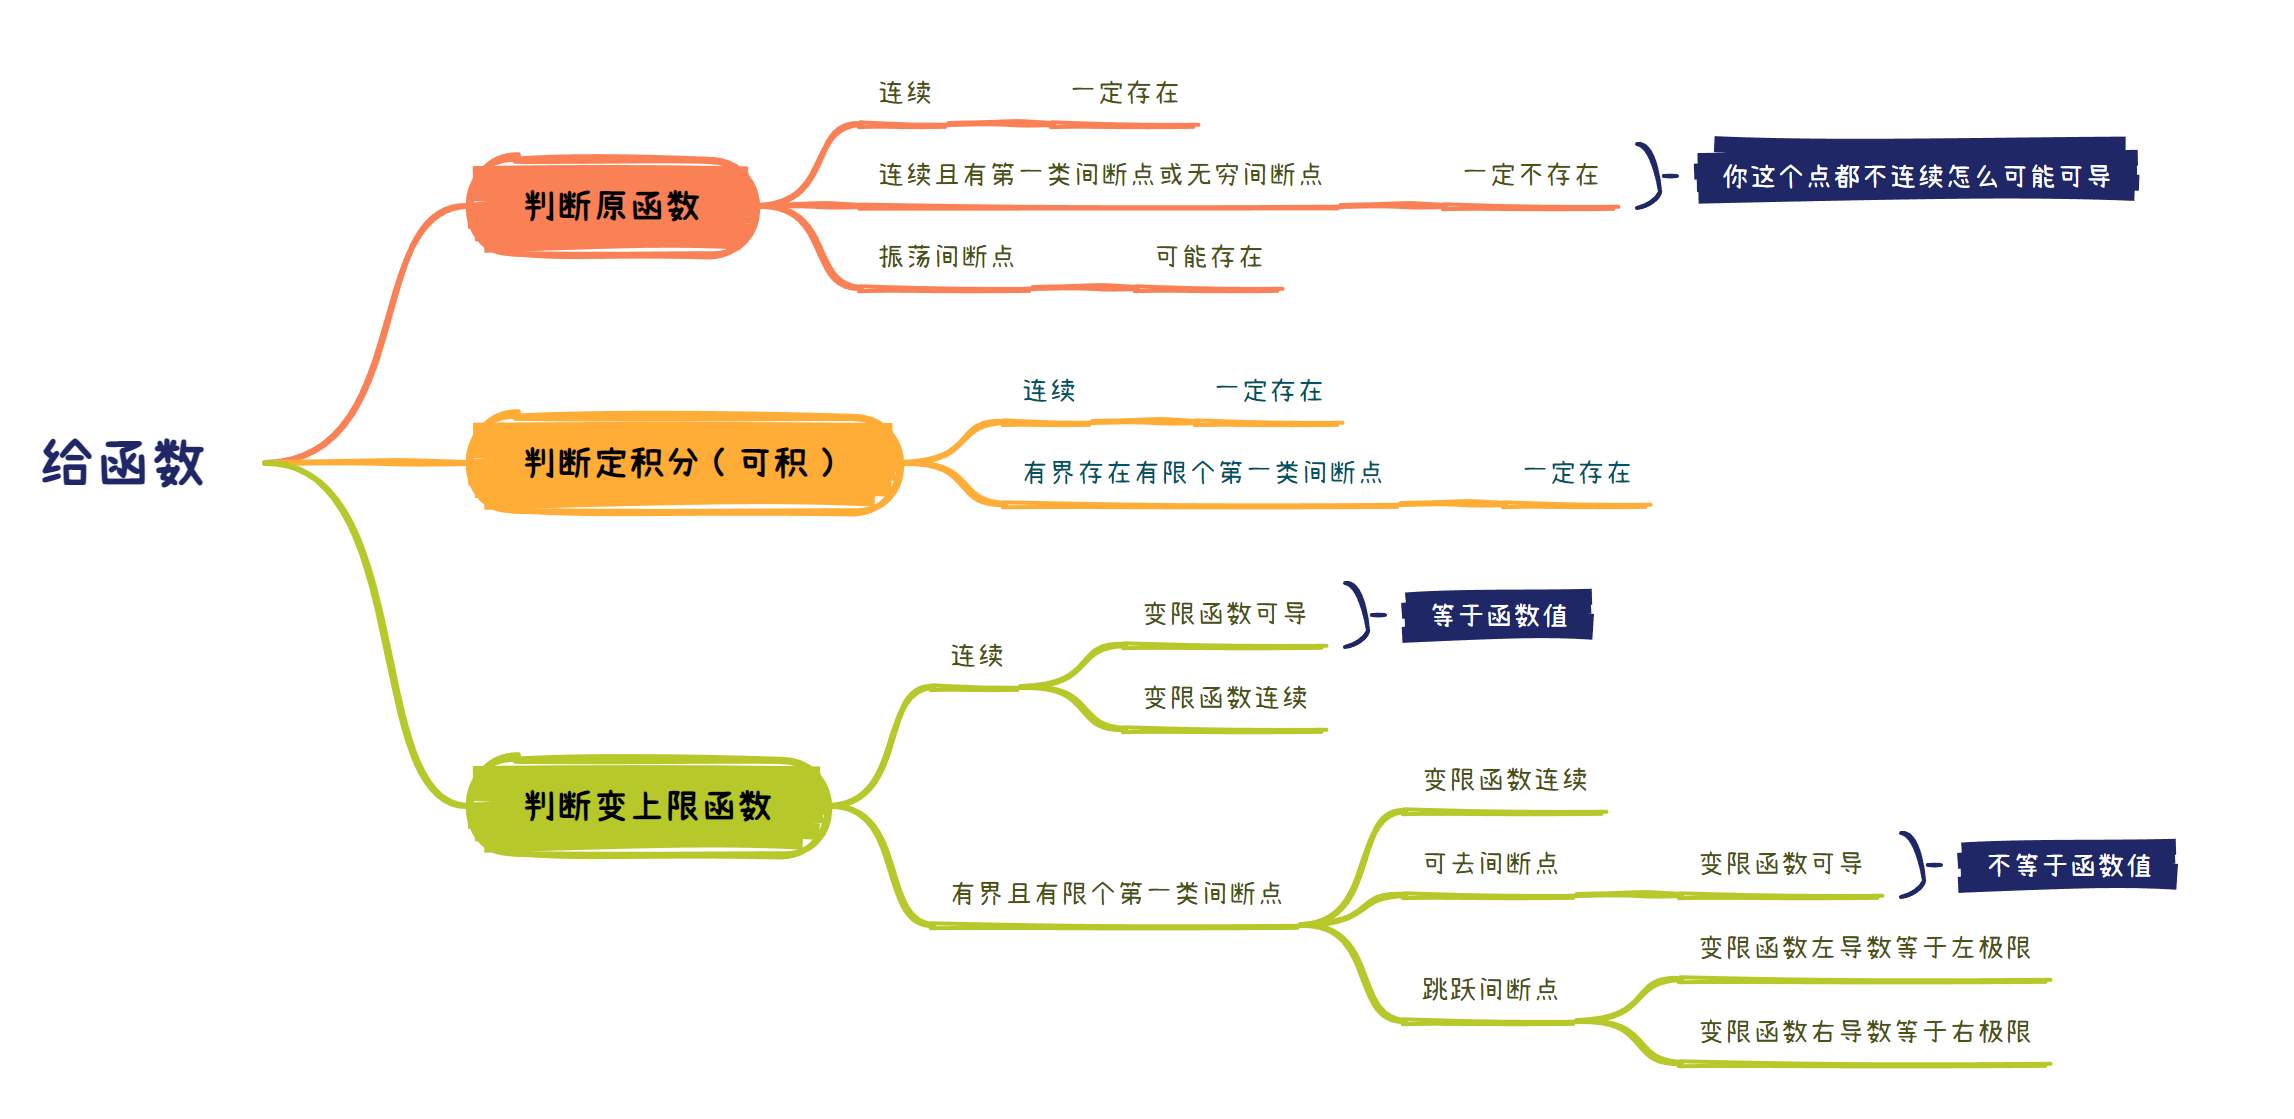 给函数
判断原函数
连续
一定存在
连续且有第一类间断点或无穷间断点
一定不存在
你这个点都不连续怎么可能可导
振荡间断点
可能存在
判断定积分（可积）
连续
一定存在
有界存在有限个第一类间断点
一定存在
判断变上限函数
连续
变限函数可导
等于函数值
变限函数连续
有界且有限个第一类间断点
变限函数连续
可去间断点
变限函数可导
不等于函数值
跳跃间断点
变限函数左导数等于左极限
变限函数右导数等于右极限